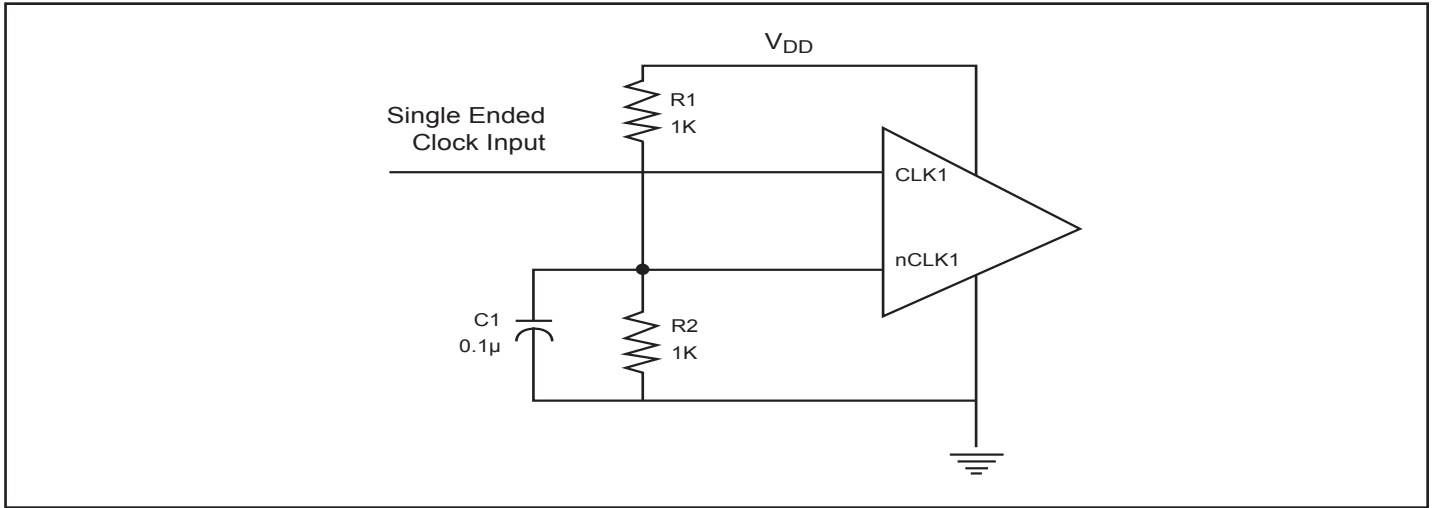 VDD
R1
1K
Single Ended
Clock Input
CLK1
nCLK1
C1
0.1µ
R2
1K